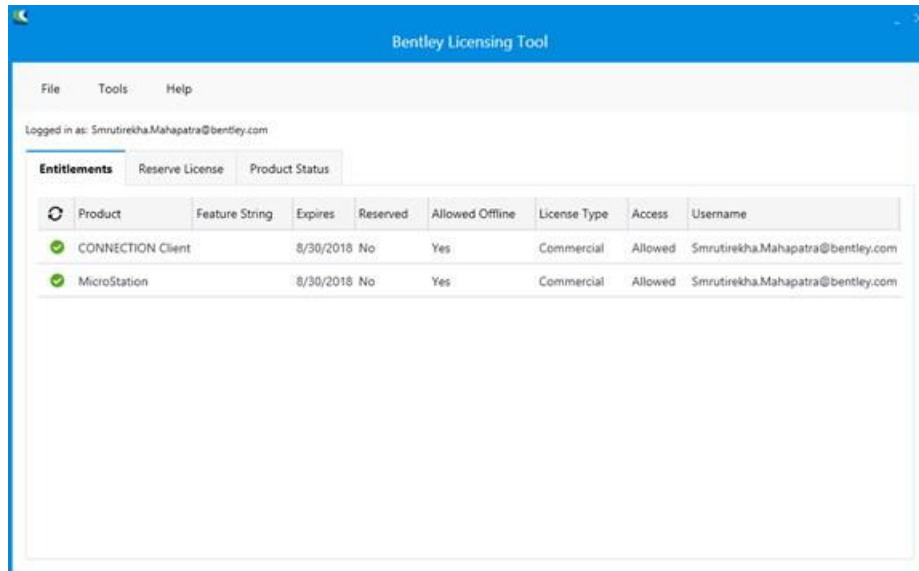 Bentley Licensing Tool
File Tools Help
Logged in as: Smrutirekha.Mahapatra@bentley.com
Entitlements Reserve License Product Status
Product Feature String Expires Reserved Allowed Offline License Type Access Username
CONNECTION Client 8/30/2018 No Yes Commercial Allowed Smrutirekha.Mahapatra@bentley.com
MicroStation 8/30/2018 No Yes Commercial Allowed Smrutirekha.Mahapatra@bentley.com